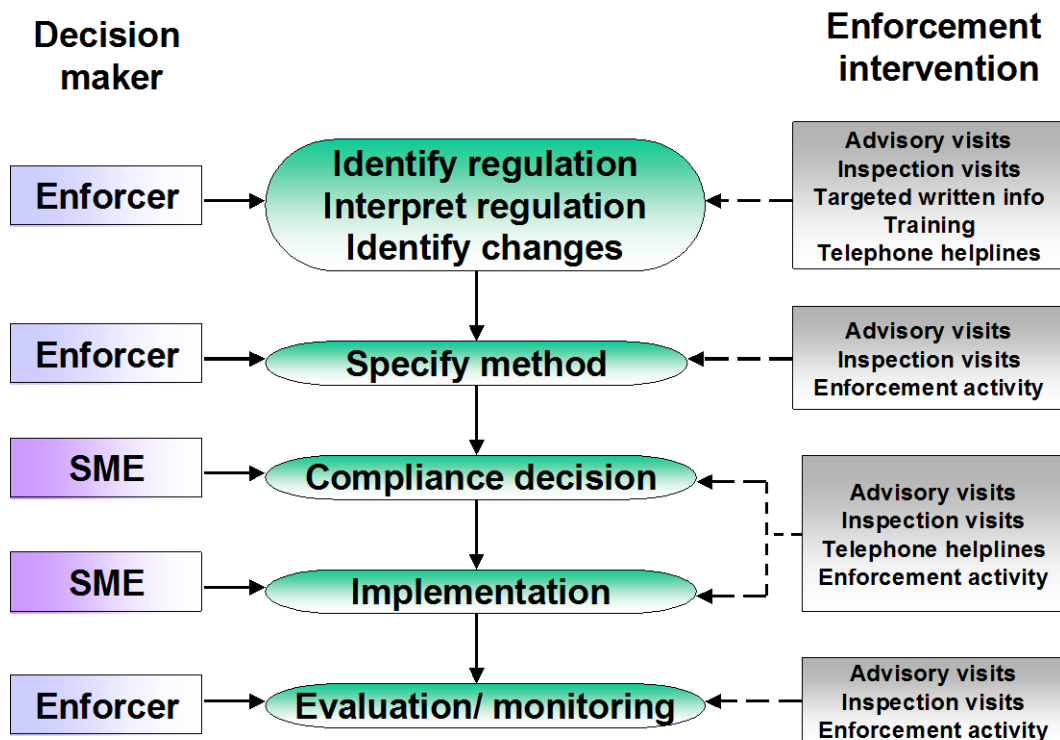 Decision
maker
Enforcement
intervention
Enforcer
Identify regulation
Interpret regulation
Identify changes
Advisory visits
Inspection visits
Targeted written info
Training
Telephone helplines
Enforcer
Specify method
Advisory visits
Inspection visits
Enforcement activity
SME
Compliance decision
SME
Implementation
Advisory visits
Inspection visits
Telephone helplines
Enforcement activity
Enforcer
Evaluation/ monitoring
Advisory visits
Inspection visits
Enforcement activity